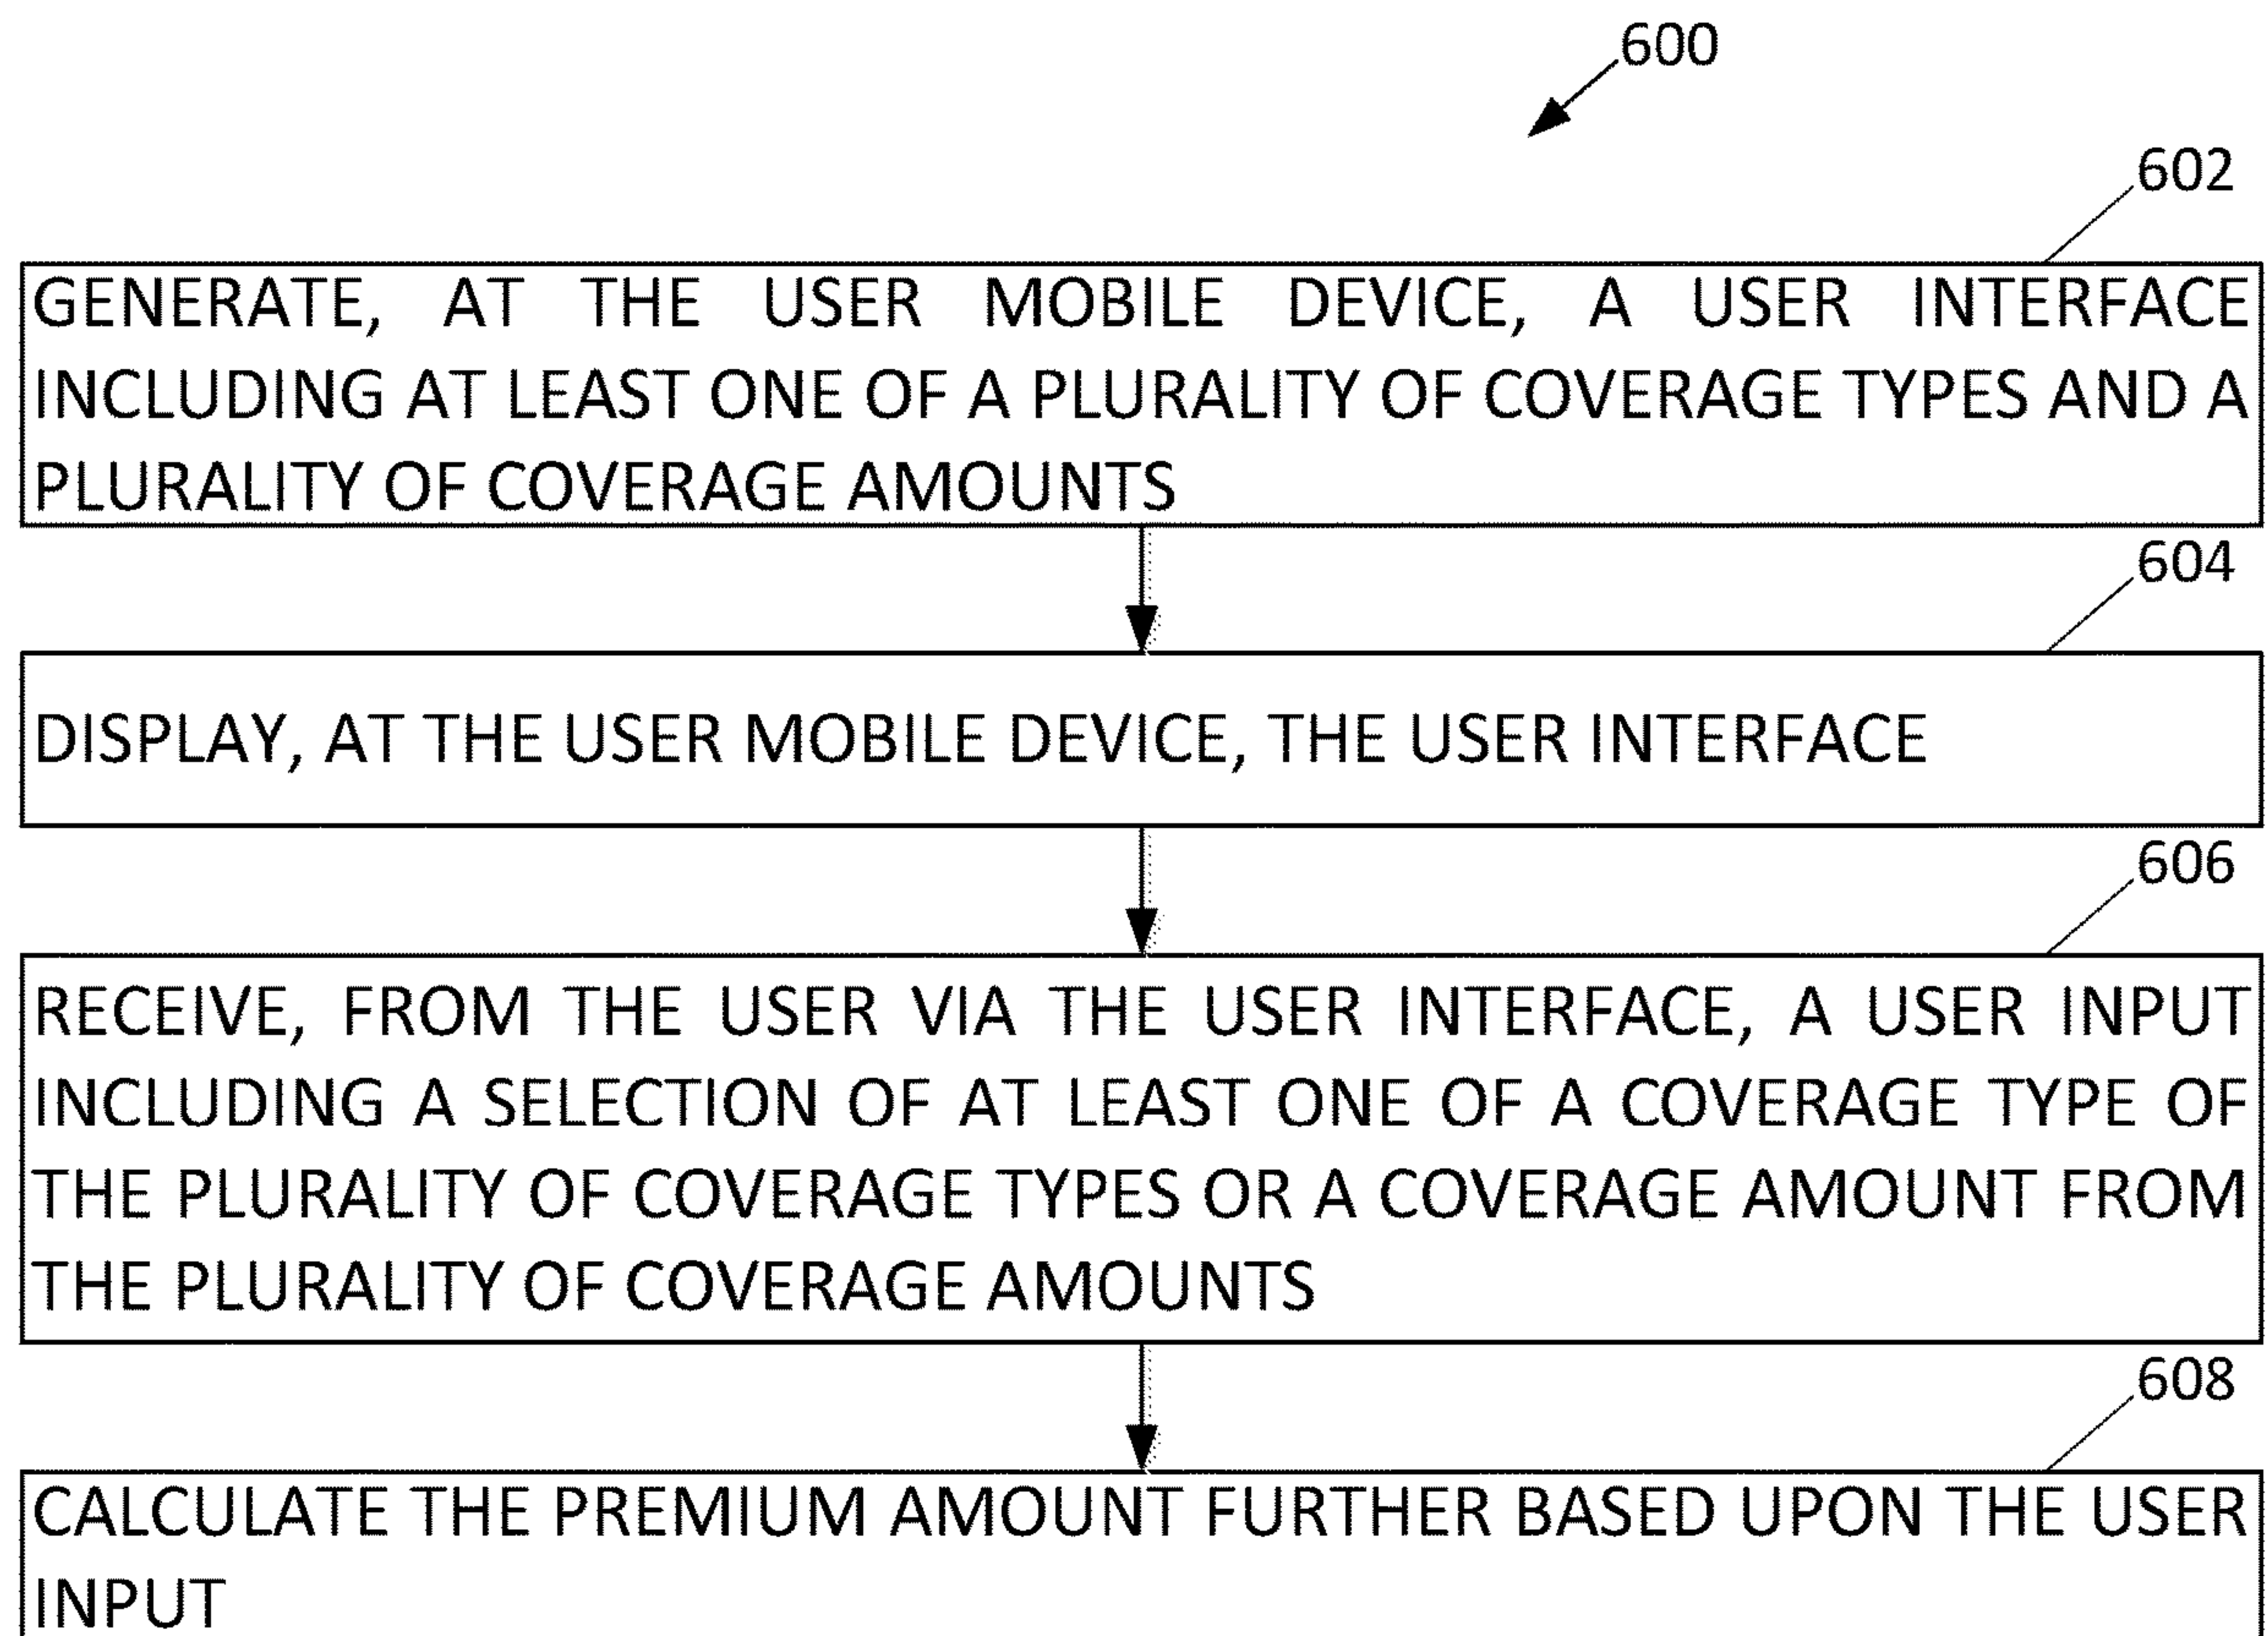 600
602
GENERATE, AT THE USER MOBILE DEVICE, A USER INTERFACE
INCLUDING AT LEAST ONE OF A PLURALITY OF COVERAGE TYPES AND A
PLURALITY OF COVERAGE AMOUNTS
604
DISPLAY, AT THE USER MOBILE DEVICE, THE USER INTERFACE
606
RECEIVE, FROM THE USER VIA THE USER INTERFACE, A USER INPUT
INCLUDING A SELECTION OF AT LEAST ONE OF A COVERAGE TYPE OF
THE PLURALITY OF COVERAGE TYPES OR A COVERAGE AMOUNT FROM
THE PLURALITY OF COVERAGE AMOUNTS
608
CALCULATE THE PREMIUM AMOUNT FURTHER BASED UPON THE USER
INPUT